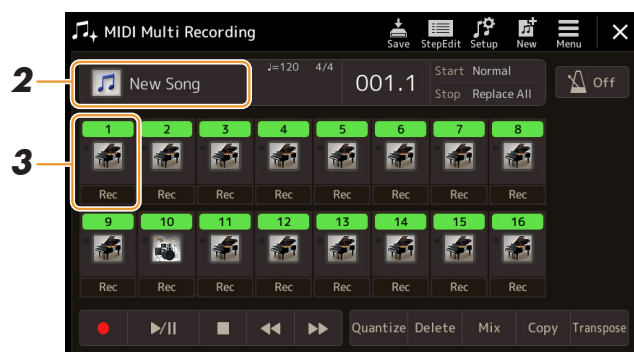 MIDI Multi Recording
Save StepEdit Setup New Menu
2
New Song
♩=120 4/4
001.1
Start Normal
Stop Replace All
Off
3
1 2 3 4 5 6 7 8
Rec Rec Rec Rec Rec Rec Rec Rec
9 10 11 12 13 14 15 16
Rec Rec Rec Rec Rec Rec Rec Rec
Quantize Delete Mix Copy Transpose